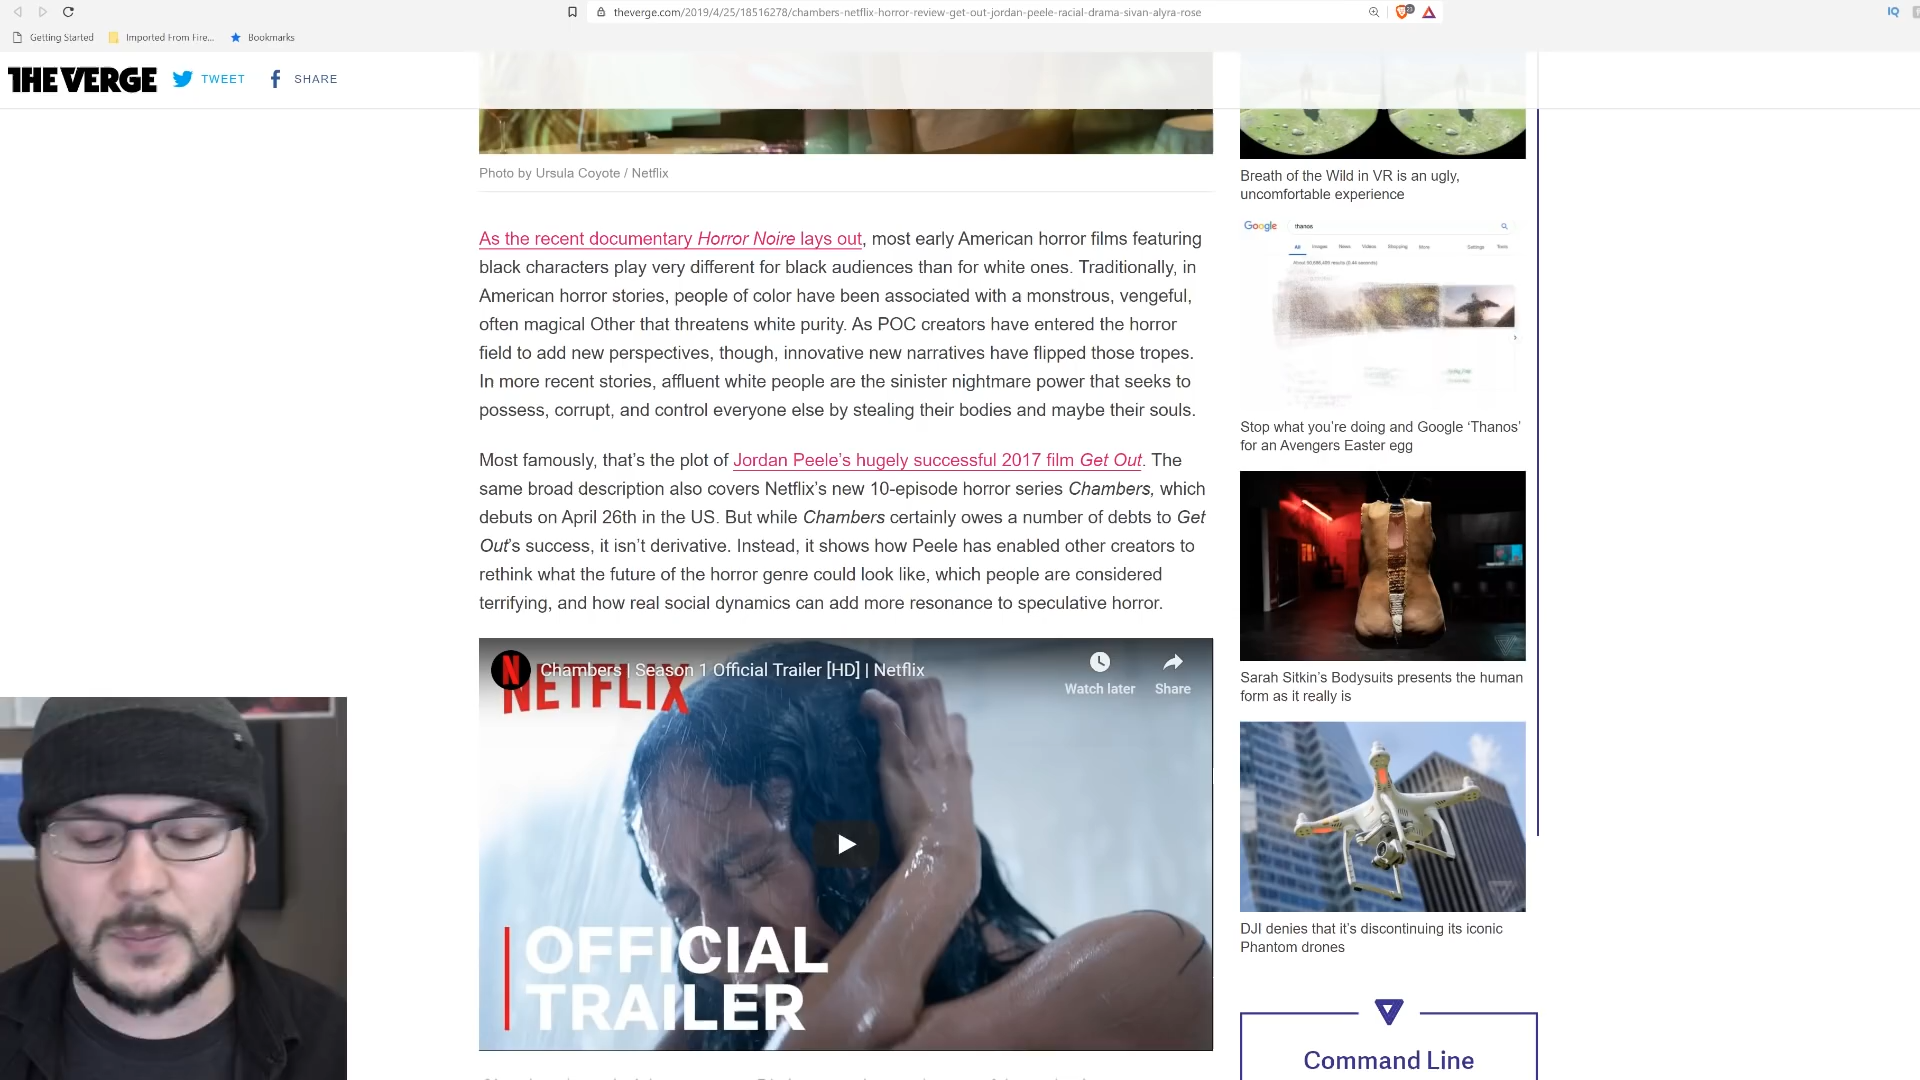 theverge.com/2019/4/25/18516278/chambers-netflix-horror-review-get-out-jordan-peele-racial-drama-sivan-alyra-rose
IQ
Getting Started
Imported From Fire...
Bookmarks
THE VERGE
TWEET
SHARE
Photo by Ursula Coyote / Netflix
As the recent documentary Horror Noire lays out, most early American horror films featuring
black characters play very different for black audiences than for white ones. Traditionally, in
American horror stories, people of color have been associated with a monstrous, vengeful,
often magical Other that threatens white purity. As POC creators have entered the horror
field to add new perspectives, though, innovative new narratives have flipped those tropes.
In more recent stories, affluent white people are the sinister nightmare power that seeks to
possess, corrupt, and control everyone else by stealing their bodies and maybe their souls.
Most famously, that's the plot of Jordan Peele's hugely successful 2017 film Get Out. The
same broad description also covers Netflix's new 10-episode horror series Chambers, which
debuts on April 26th in the US. But while Chambers certainly owes a number of debts to Get
Out's success, it isn't derivative. Instead, it shows how Peele has enabled other creators to
rethink what the future of the horror genre could look like, which people are considered
terrifying, and how real social dynamics can add more resonance to speculative horror.
N
Chambers | Season 1 Official Trailer [HD] | Netflix
NETFLIX
Watch later
Share
OFFICIAL
TRAILER
Breath of the Wild in VR is an ugly,
uncomfortable experience
Google
thanos
All
Images
News
Videos
Shopping
More
Settings
Tools
Stop what you're doing and Google 'Thanos'
for an Avengers Easter egg
Sarah Sitkin's Bodysuits presents the human
form as it really is
DJI denies that it's discontinuing its iconic
Phantom drones
Command Line